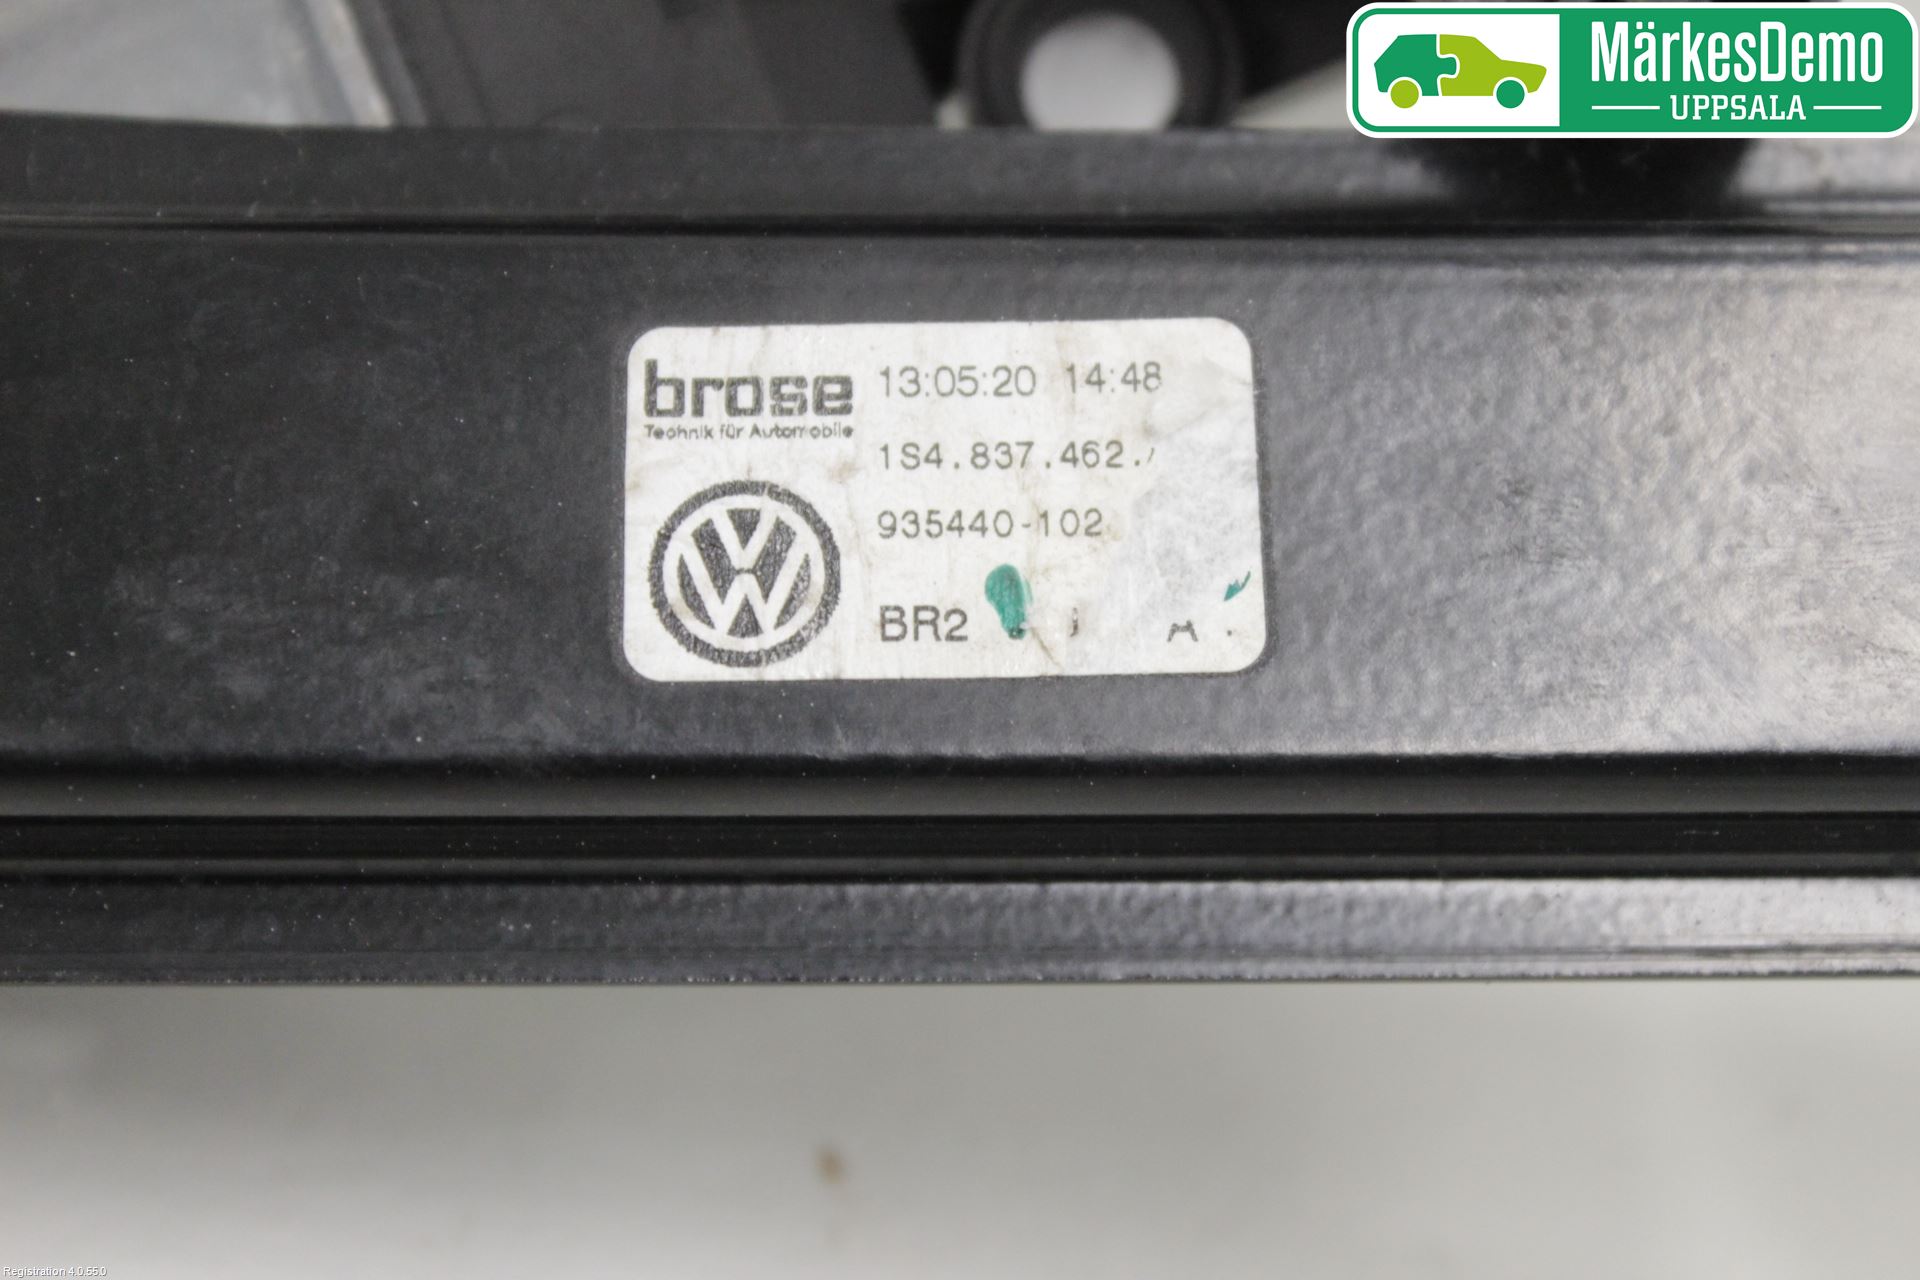 MärkesDemo
UPPSALA
brose
Technik für Automobile
13:05:20 14:48
1S4.837.462.
935440-102
BR2
Registration 4.0.55.0